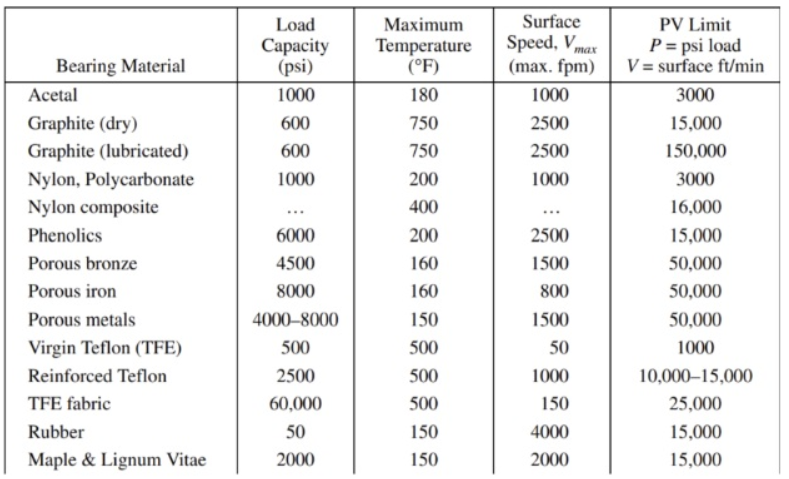 Bearing Material Load Capacity (psi) Maximum Temperature (°F) Surface Speed, Vmax (max. fpm) PV Limit P = psi load V = surface ft/min
Acetal 1000 180 1000 3000
Graphite (dry) 600 750 2500 15,000
Graphite (lubricated) 600 750 2500 150,000
Nylon, Polycarbonate 1000 200 1000 3000
Nylon composite ... 400 ... 16,000
Phenolics 6000 200 2500 15,000
Porous bronze 4500 160 1500 50,000
Porous iron 8000 160 800 50,000
Porous metals 4000–8000 150 1500 50,000
Virgin Teflon (TFE) 500 500 50 1000
Reinforced Teflon 2500 500 1000 10,000–15,000
TFE fabric 60,000 500 150 25,000
Rubber 50 150 4000 15,000
Maple & Lignum Vitae 2000 150 2000 15,000